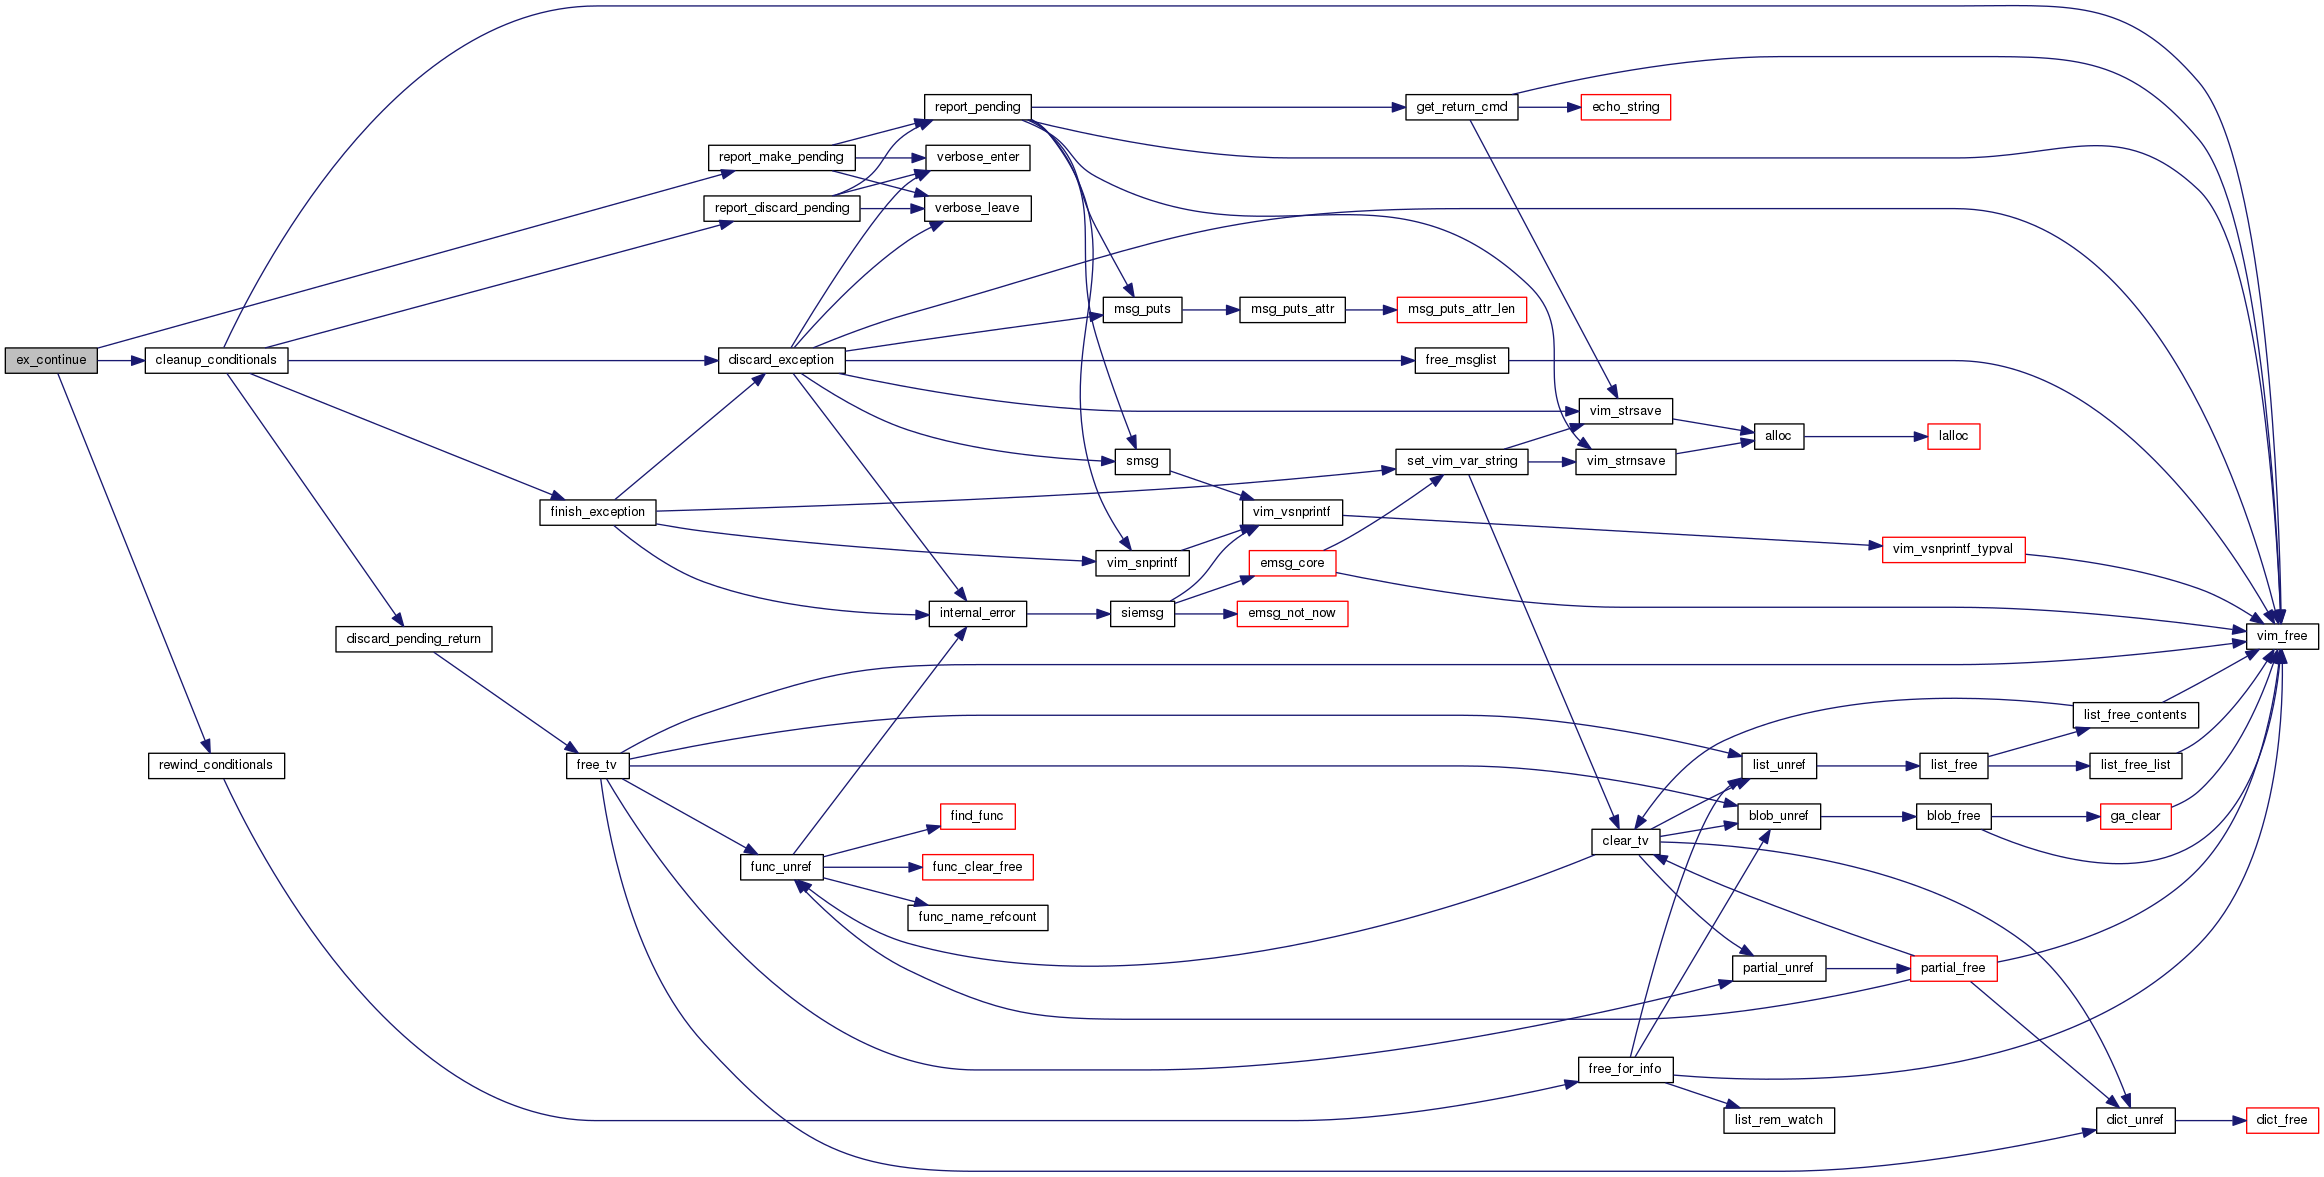 ex_continue
cleanup_conditionals
rewind_conditionals
discard_pending_return
finish_exception
free_tv
report_make_pending
report_discard_pending
discard_exception
func_unref
report_pending
verbose_enter
verbose_leave
internal_error
find_func
func_clear_free
func_name_refcount
msg_puts
smsg
vim_snprintf
siemsg
msg_puts_attr
vim_vsnprintf
emsg_core
emsg_not_now
get_return_cmd
msg_puts_attr_len
free_msglist
set_vim_var_string
echo_string
vim_strsave
vim_strnsave
clear_tv
free_for_info
alloc
list_unref
blob_unref
partial_unref
list_rem_watch
lalloc
vim_vsnprintf_typval
list_free
blob_free
partial_free
list_free_contents
list_free_list
ga_clear
dict_unref
vim_free
dict_free